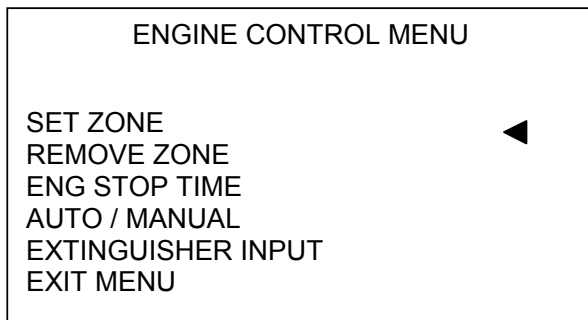 ENGINE CONTROL MENU
SET ZONE
REMOVE ZONE
ENG STOP TIME
AUTO / MANUAL
EXTINGUISHER INPUT
EXIT MENU